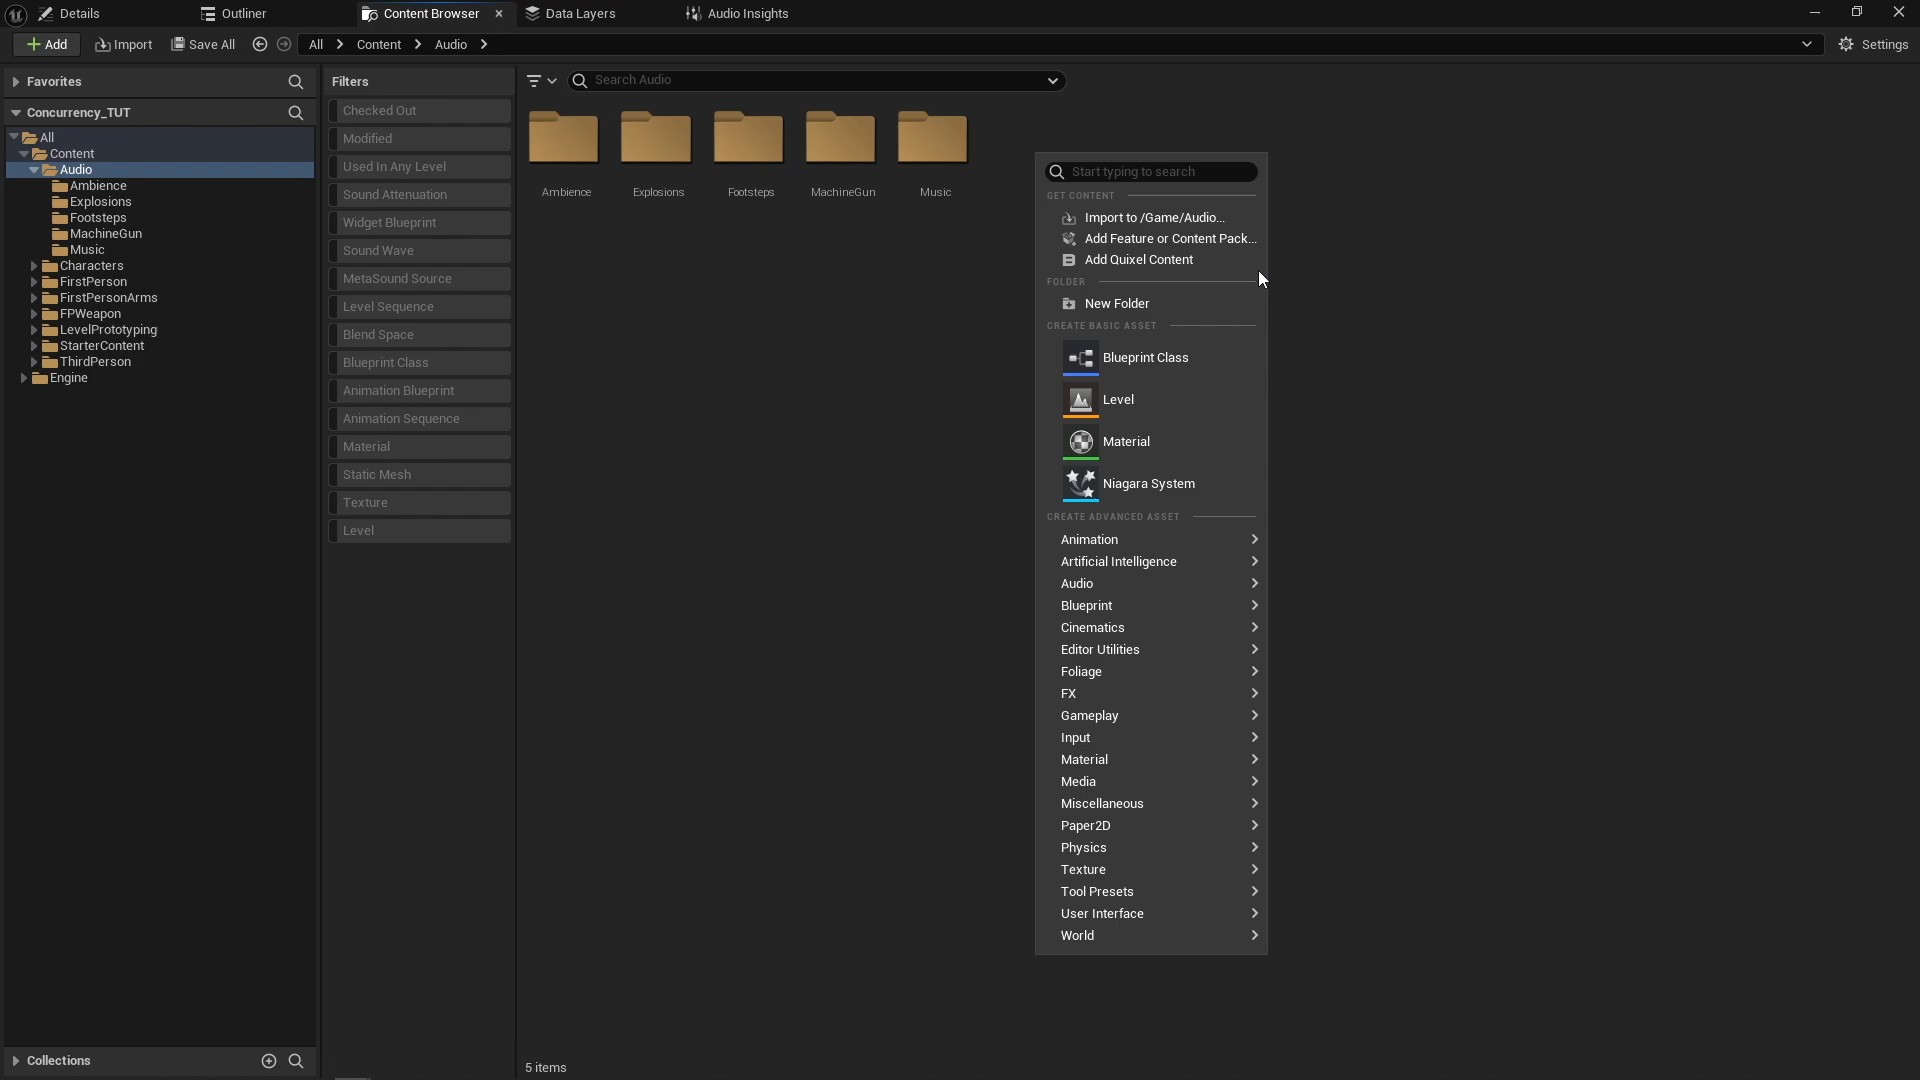 Details
Outliner
Content Browser
Data Layers
Audio Insights
Add
Import
Save All
All
Content
Audio
Settings
Favorites
Concurrency_TUT
All
Content
Audio
Ambience
Explosions
Footsteps
MachineGun
Music
Characters
FirstPerson
FirstPersonArms
FPWeapon
LevelPrototyping
StarterContent
ThirdPerson
Engine
Collections
Filters
Checked Out
Modified
Used In Any Level
Sound Attenuation
Widget Blueprint
Sound Wave
MetaSound Source
Level Sequence
Blend Space
Blueprint Class
Animation Blueprint
Animation Sequence
Material
Static Mesh
Texture
Level
Search Audio
Ambience
Explosions
Footsteps
MachineGun
Music
5 items
Start typing to search
GET CONTENT
Import to /Game/Audio...
Add Feature or Content Pack...
Add Quixel Content
FOLDER
New Folder
CREATE BASIC ASSET
Blueprint Class
Level
Material
Niagara System
CREATE ADVANCED ASSET
Animation
Artificial Intelligence
Audio
Blueprint
Cinematics
Editor Utilities
Foliage
FX
Gameplay
Input
Material
Media
Miscellaneous
Paper2D
Physics
Texture
Tool Presets
User Interface
World